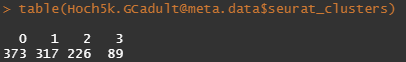 > table(Hoch5k.GCadult@meta.data$seurat_clusters)
0 1 2 3
373 317 226 89